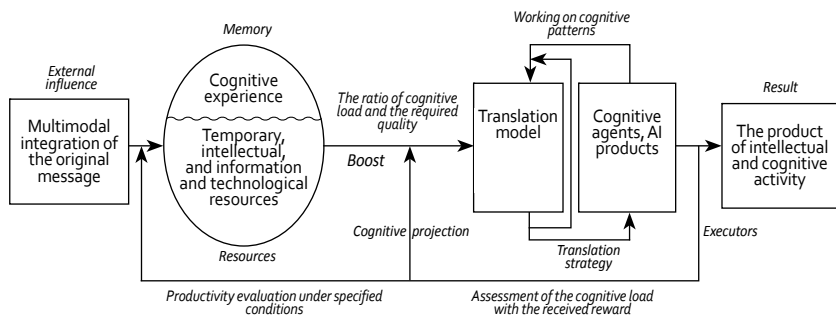 Memory
Working on cognitive
patterns
External
influence
Result
Cognitive
experience
The ratio of cognitive
load and the required
quality
Multimodal
integration of
the original
message
Temporary,
intellectual,
and information
and technological
resources
Boost
Translation
model
Cognitive
agents, AI
products
The product
of intellectual
and cognitive
activity
Resources
Cognitive projection
Translation
strategy
Executors
Productivity evaluation under specified
conditions
Assessment of the cognitive load
with the received reward